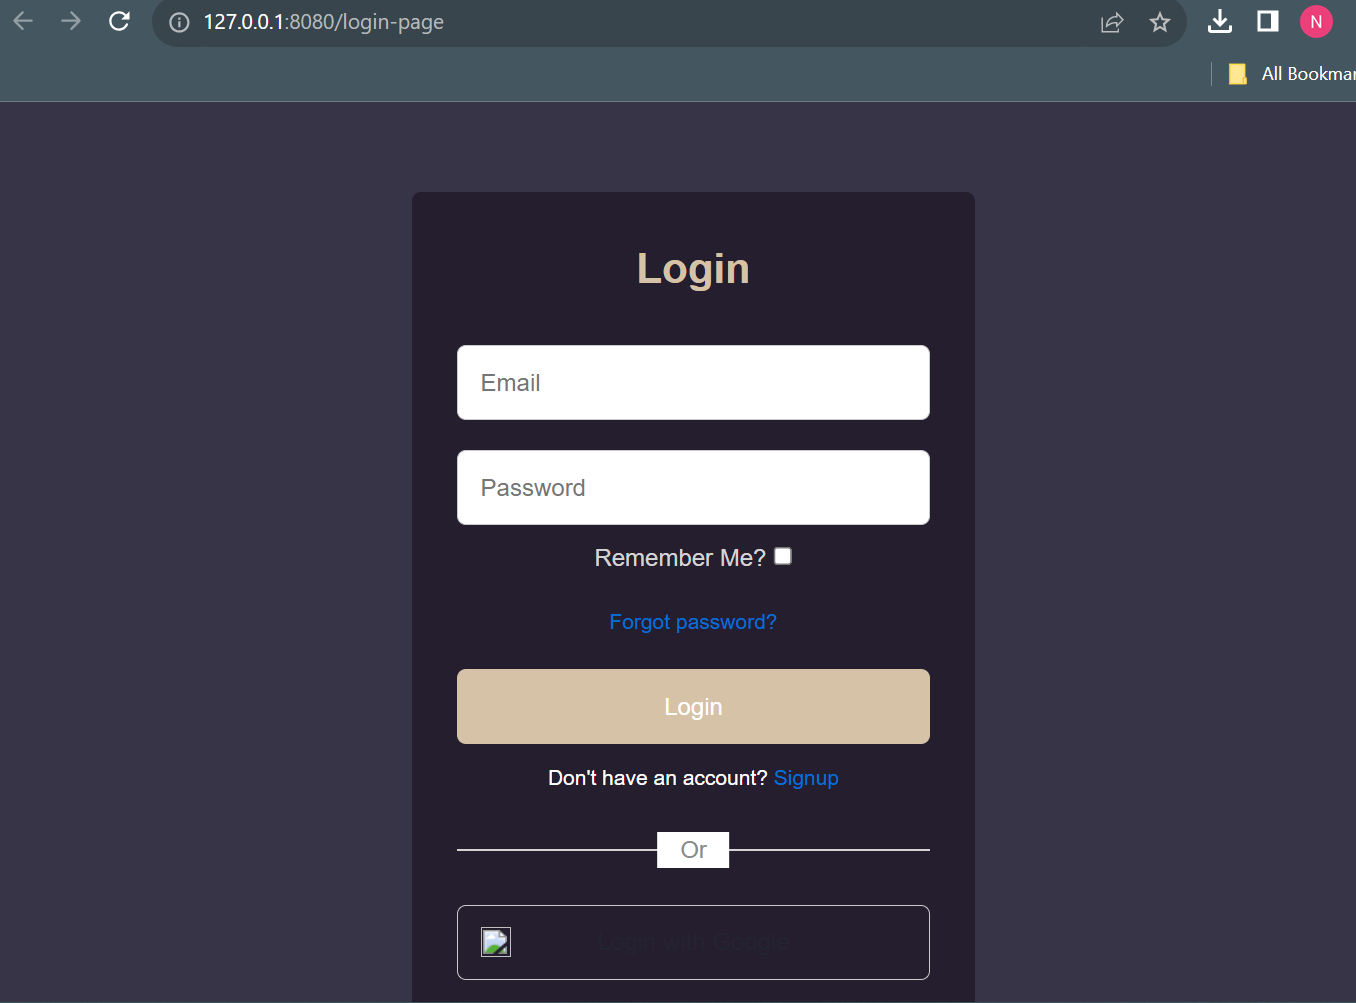 127.0.0.1:8080/login-page
N
All Bookmar
Login
Email
Password
Remember Me?
Forgot password?
Login
Don't have an account? Signup
Or
Login with Google